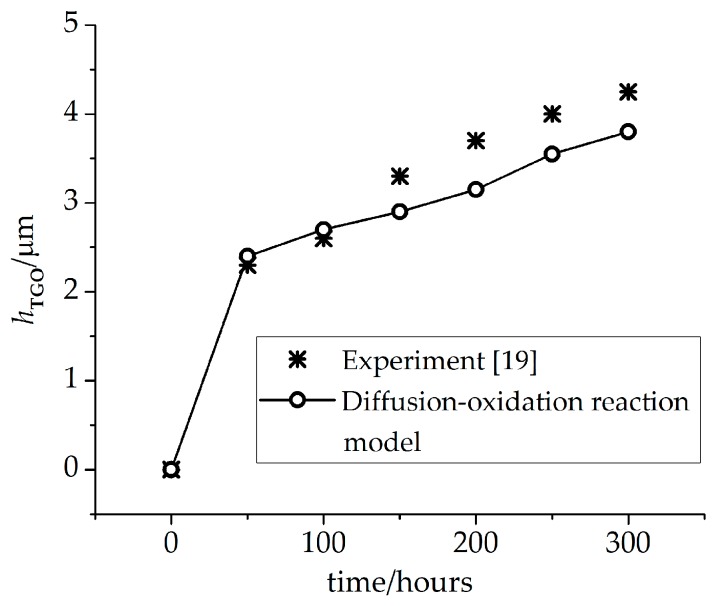 5
4
3
2
1
0
hTGO/μm
Experiment [19]
Diffusion-oxidation reaction
model
0 100 200 300
time/hours